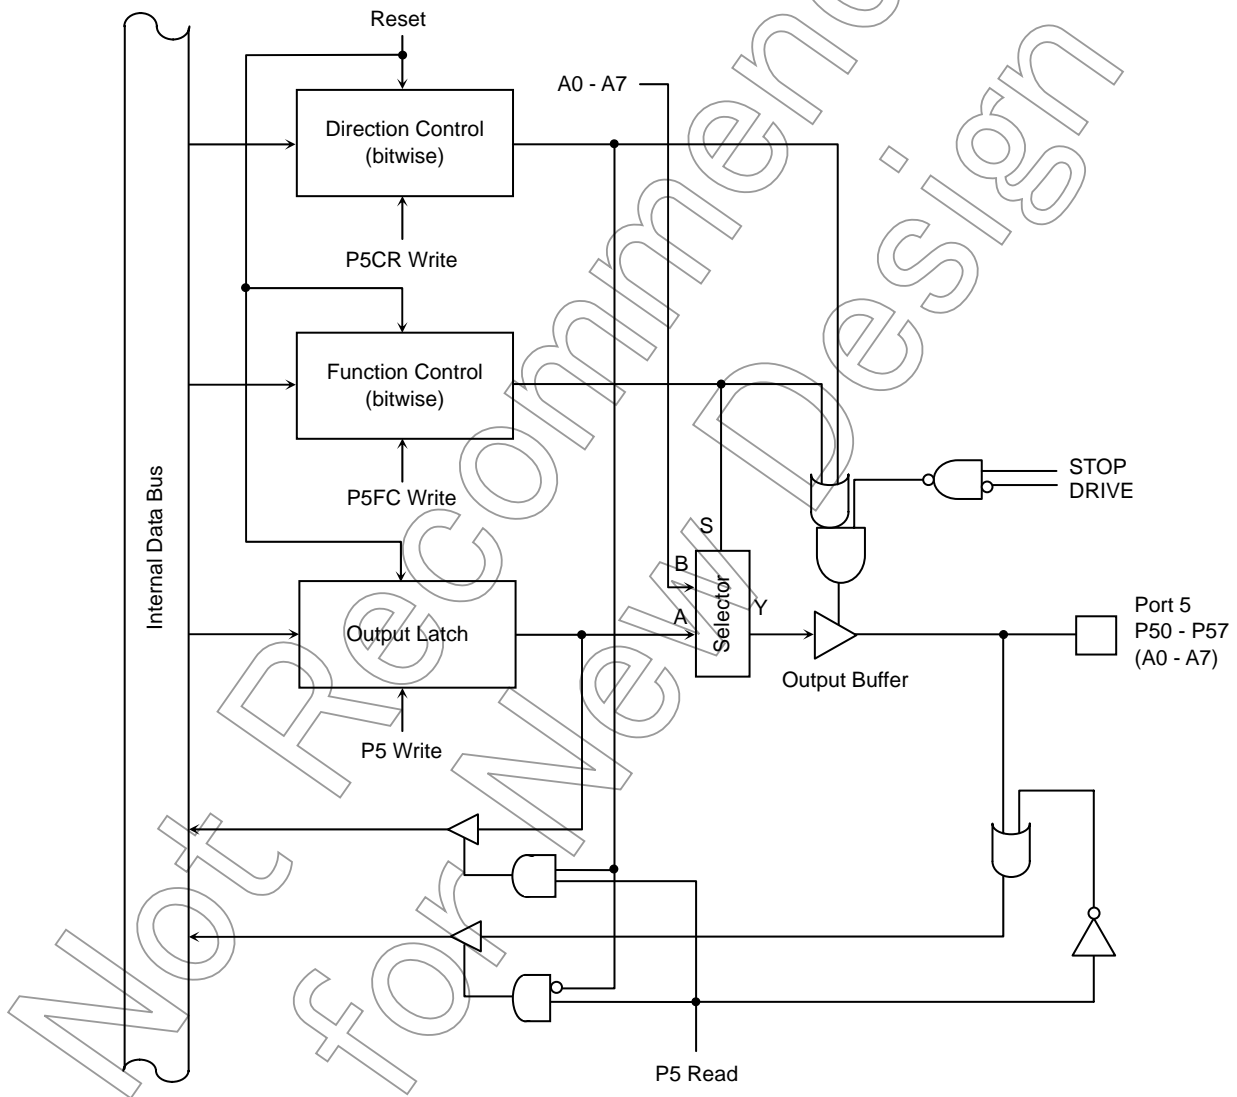 Reset
A0 - A7
Direction Control
(bitwise)
P5CR Write
Function Control
(bitwise)
P5FC Write
STOP
DRIVE
Internal Data Bus
S
B
A
Selector
Y
Output Latch
Output Buffer
Port 5
P50 - P57
(A0 - A7)
P5 Write
P5 Read
Not Recommende
for New Design